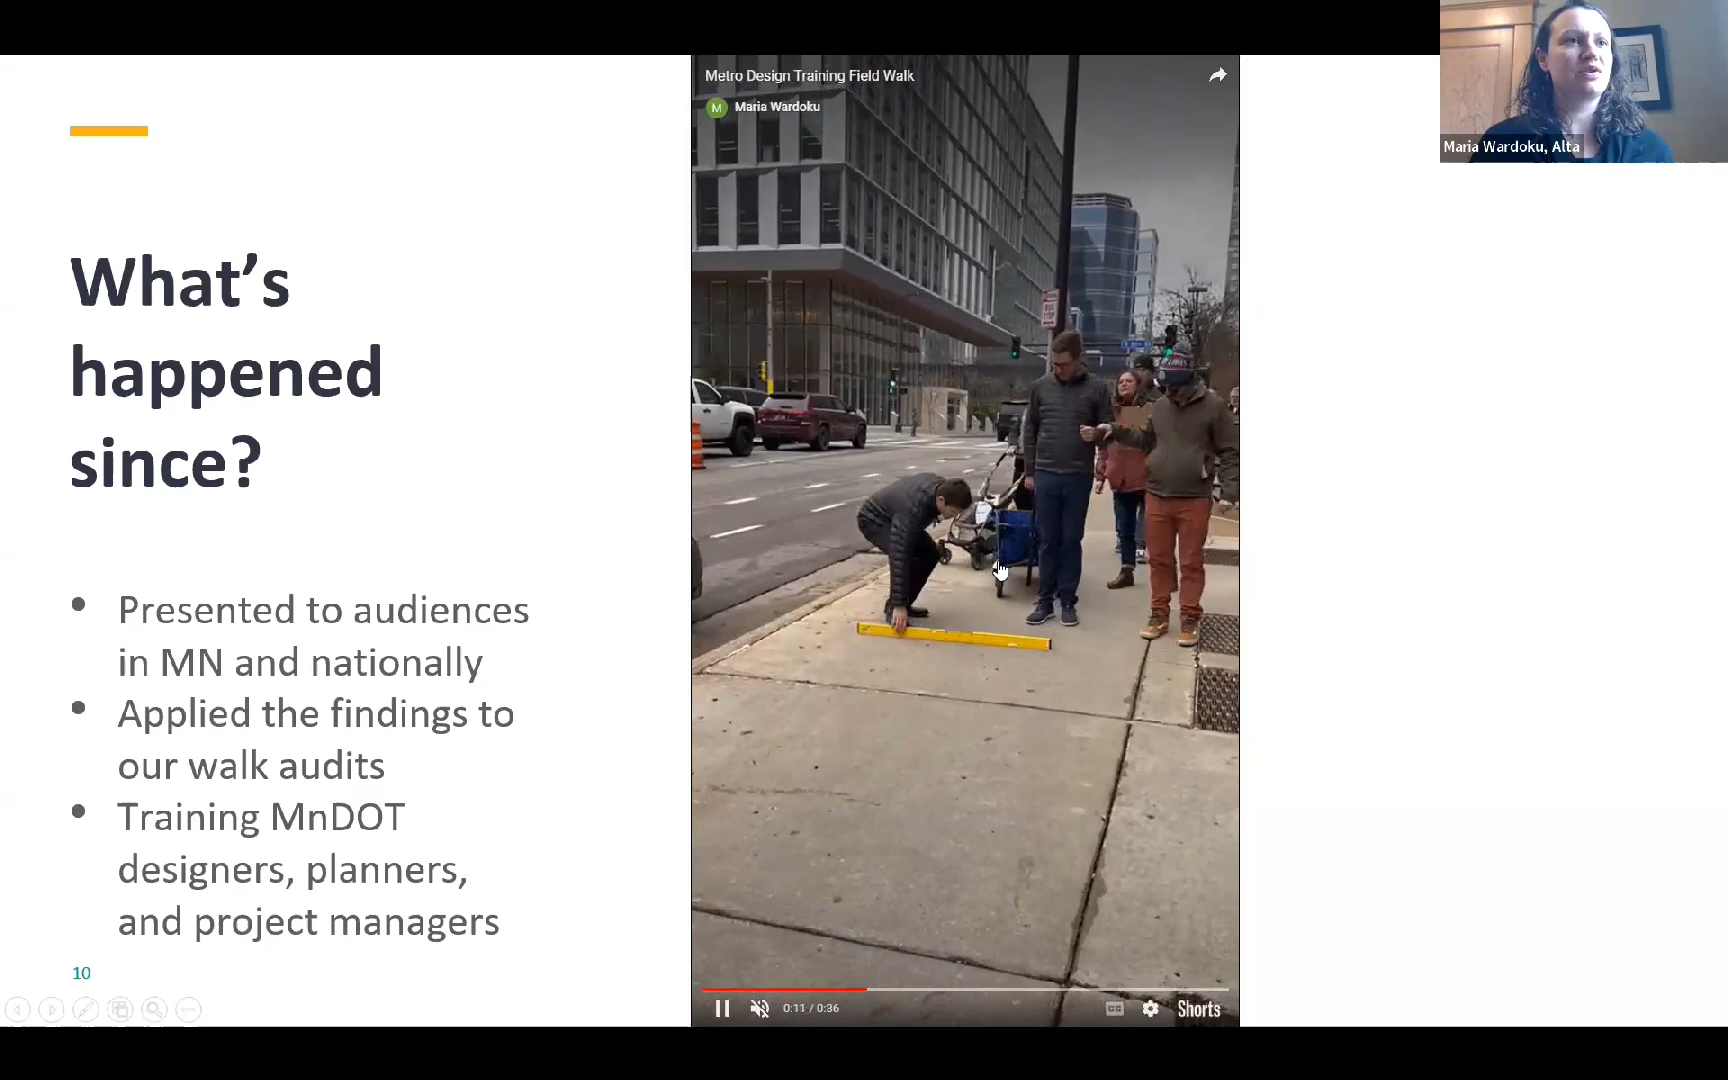 What's
happened
since?
• Presented to audiences
in MN and nationally
• Applied the findings to
our walk audits
• Training MnDOT
designers, planners,
and project managers
10
Metro Design Training Field Walk
M
Maria Wardoku
0:11 / 0:36
CC
Shorts
Maria Wardoku, Alta